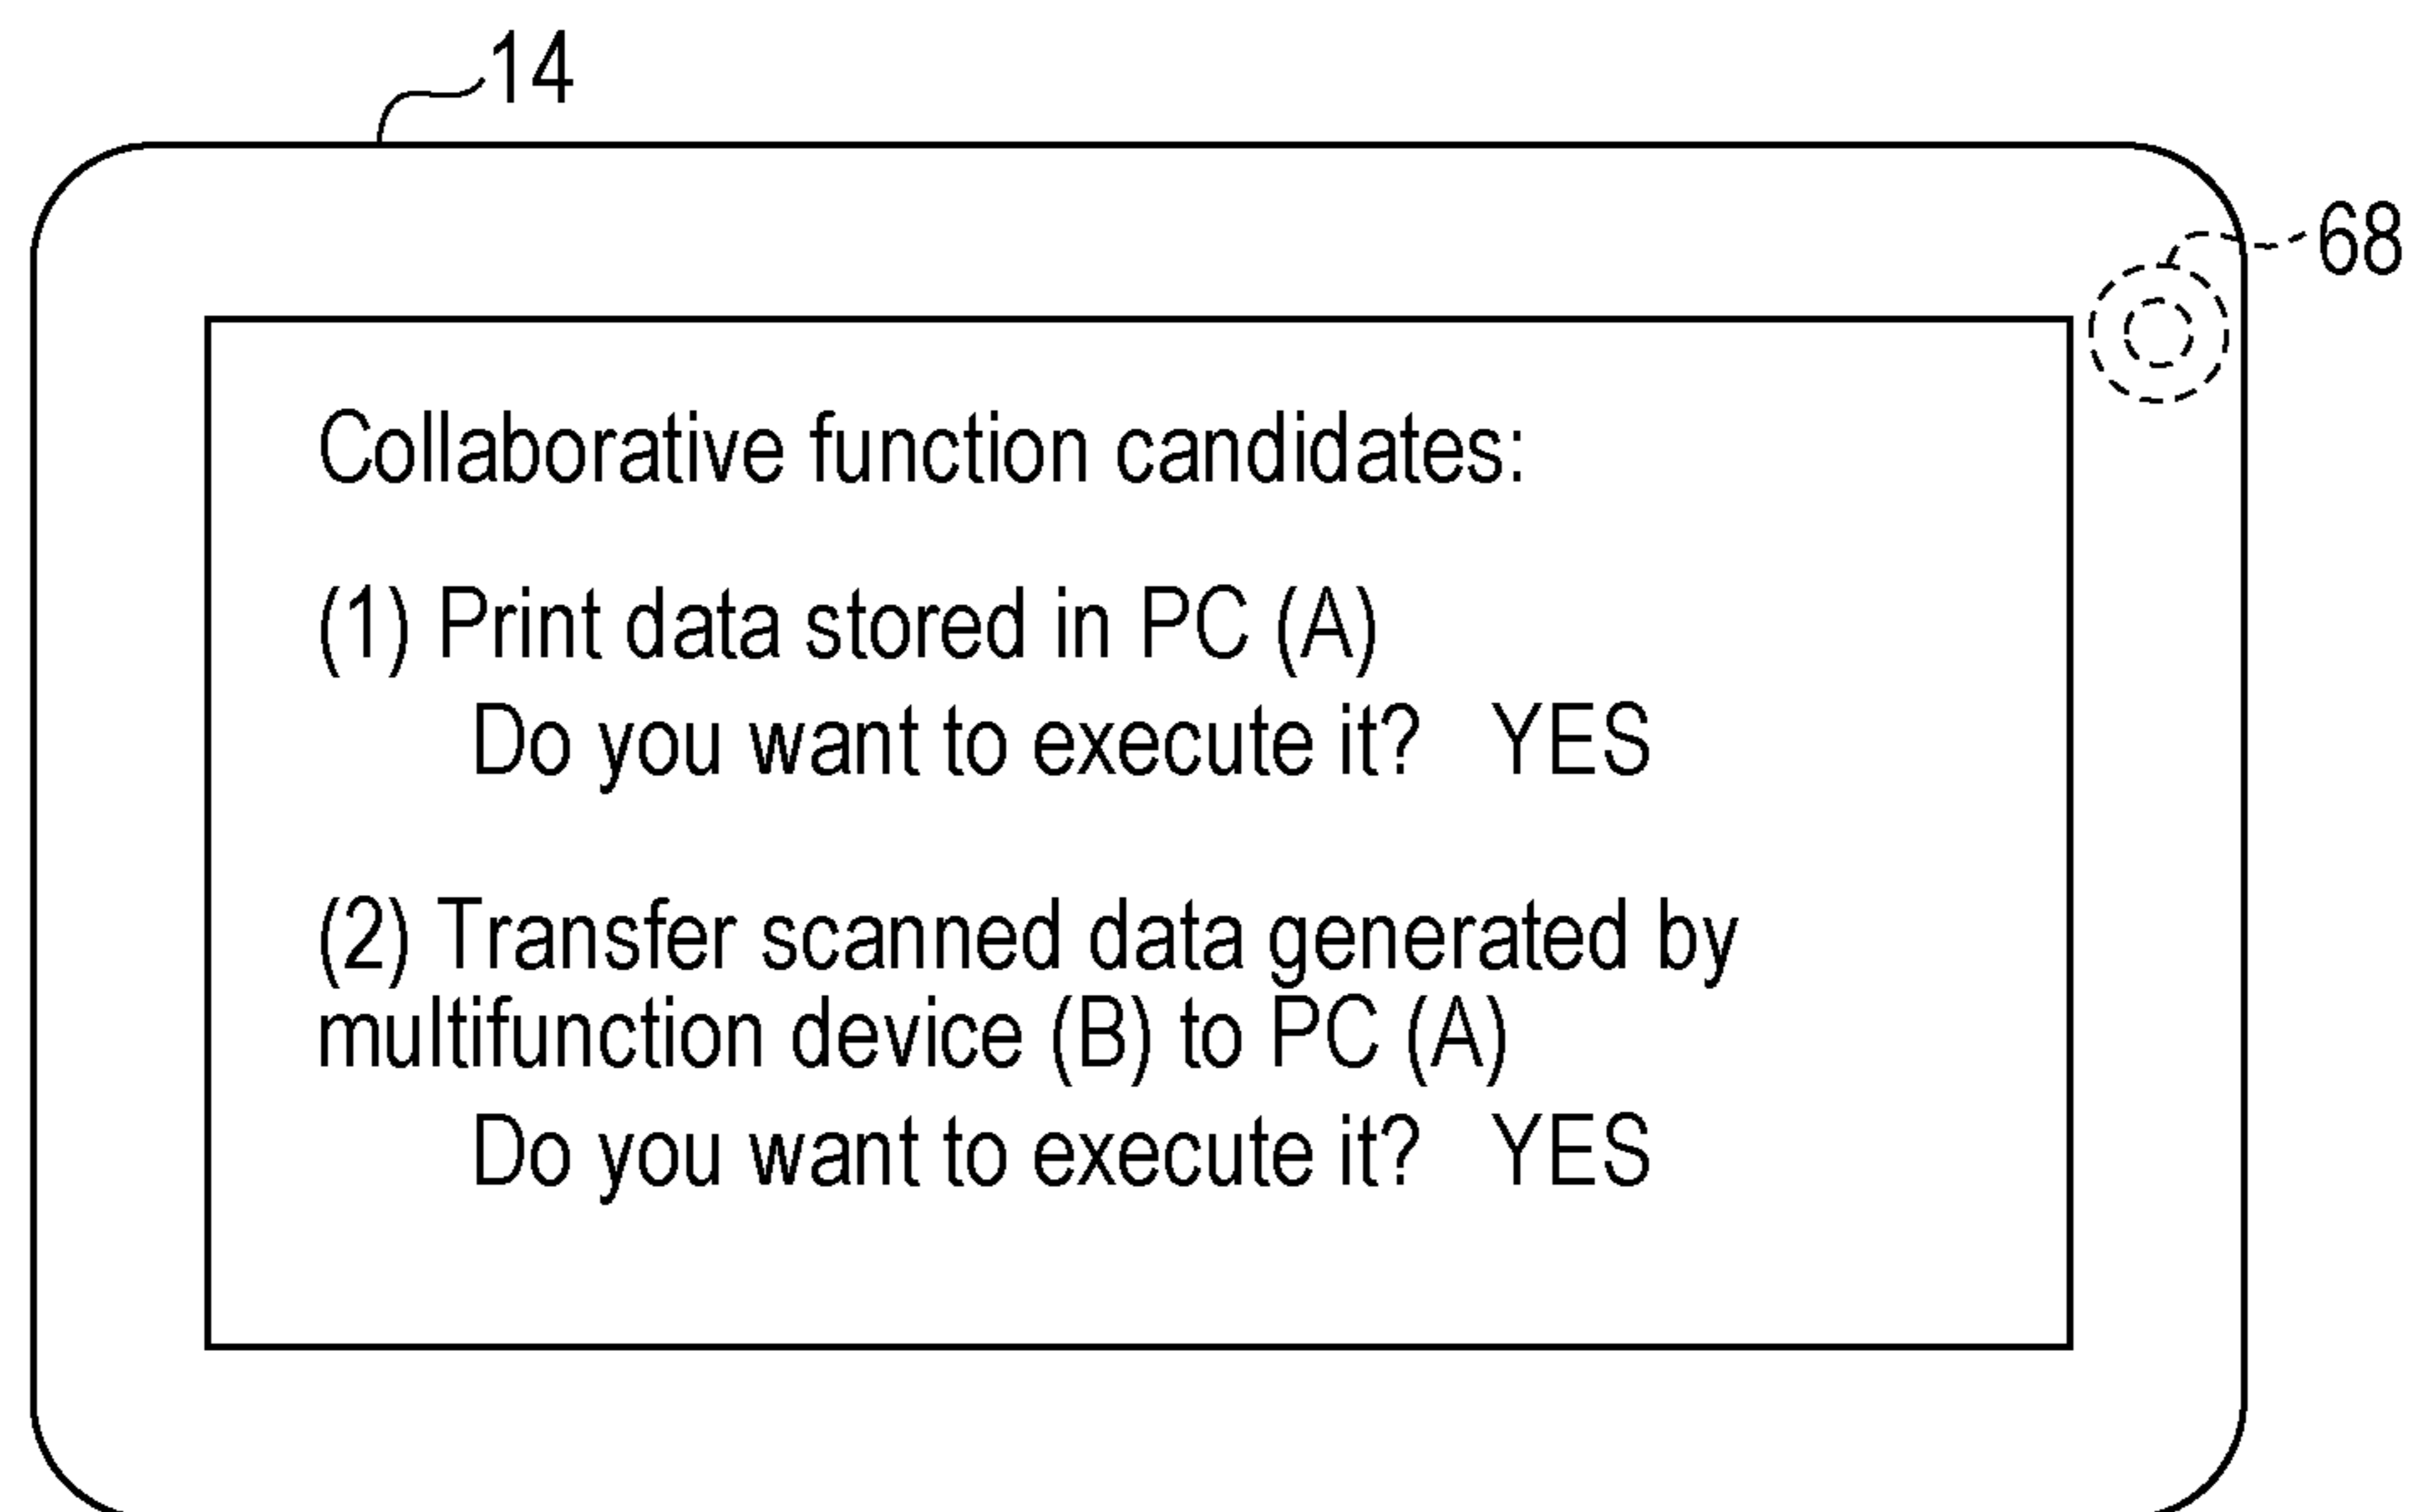 14
68
Collaborative function candidates:
(1) Print data stored in PC (A)
Do you want to execute it? YES
(2) Transfer scanned data generated by
multifunction device (B) to PC (A)
Do you want to execute it? YES